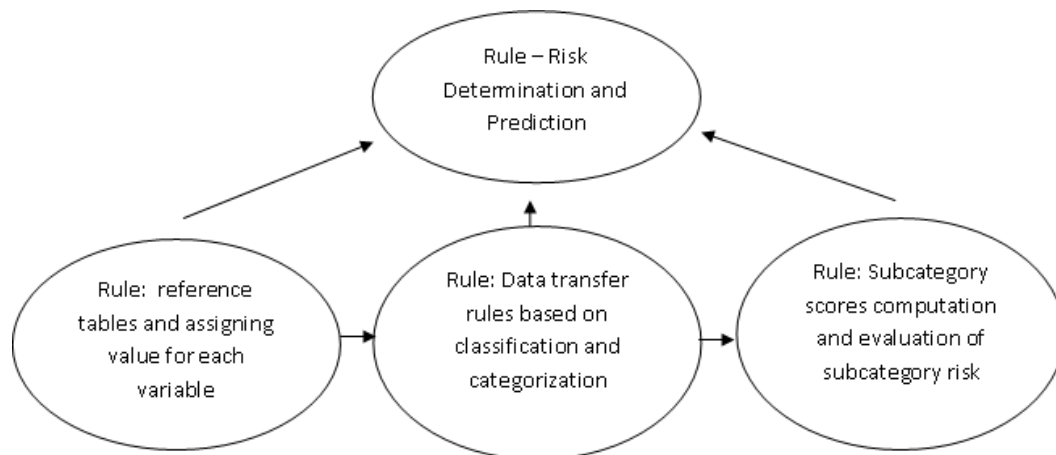 Rule – Risk
Determination and
Prediction
Rule:  reference
tables and assigning
value for each
variable
Rule: Data transfer
rules based on
classification and
categorization
Rule: Subcategory
scores computation
and evaluation of
subcategory risk